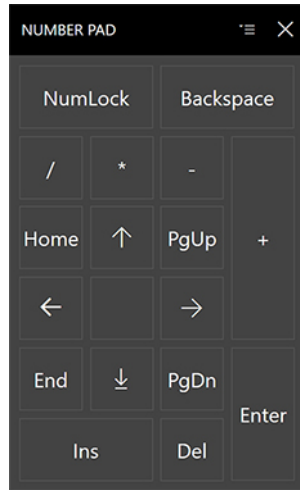 NUMBER PAD
NumLock Backspace
/ * -
Home ↑ PgUp +
← →
End ⤓ PgDn
Enter
Ins Del